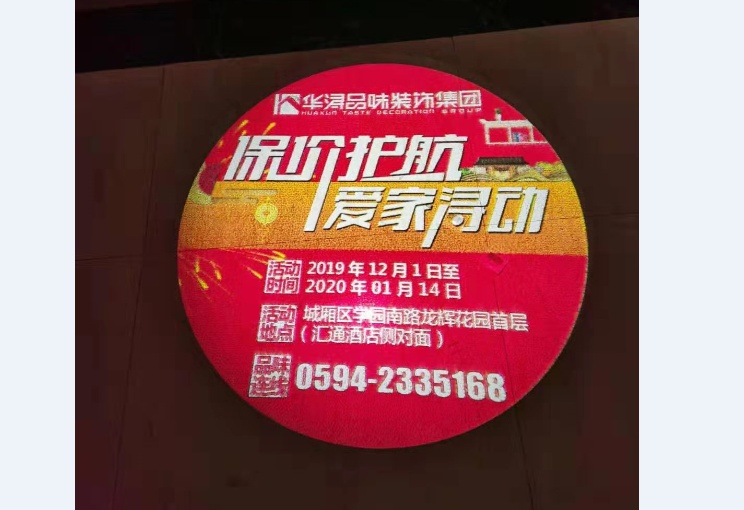 华浔品味装饰集团
HUAXUN TASTE DECORATION GROUP
保价护航
爱家浔动
活动时间 2019年12月1日至
2020年01月14日
活动地点 城厢区学园南路龙辉花园首层
(汇通酒店侧对面)
品味连线 0594-2335168